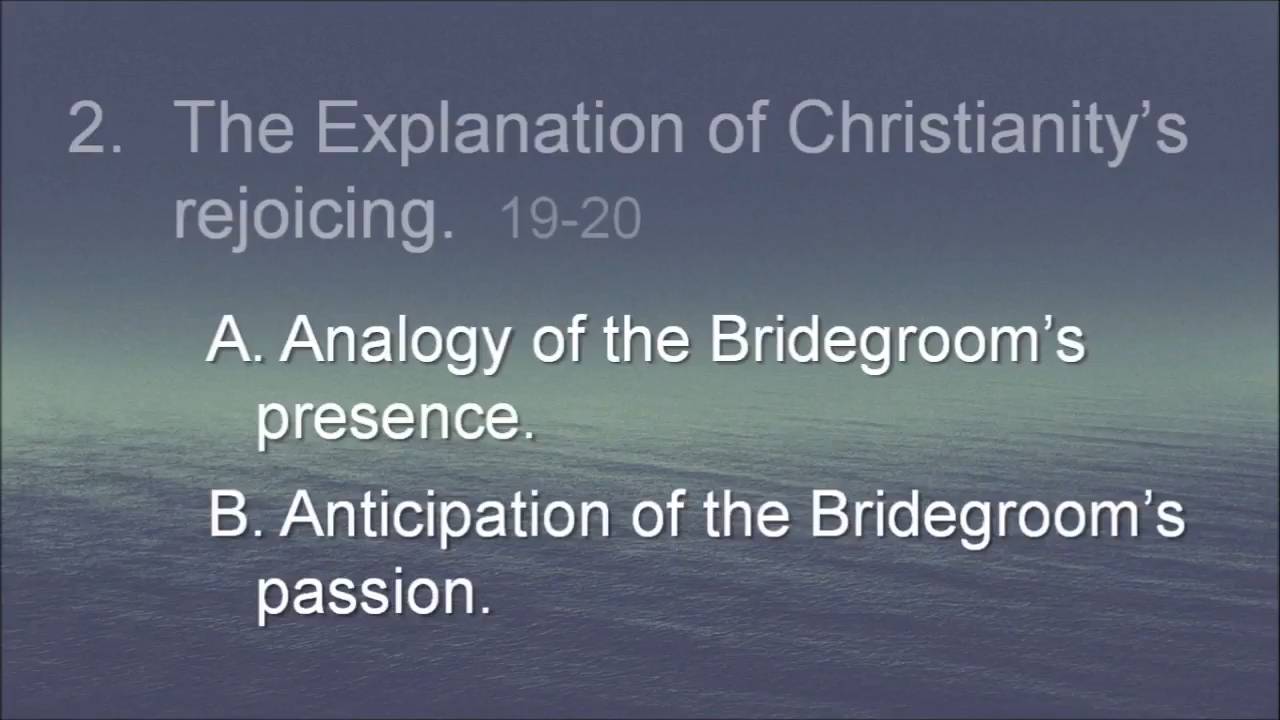 2. The Explanation of Christianity’s
rejoicing. 19-20
A. Analogy of the Bridegroom’s
presence.
B. Anticipation of the Bridegroom’s
passion.